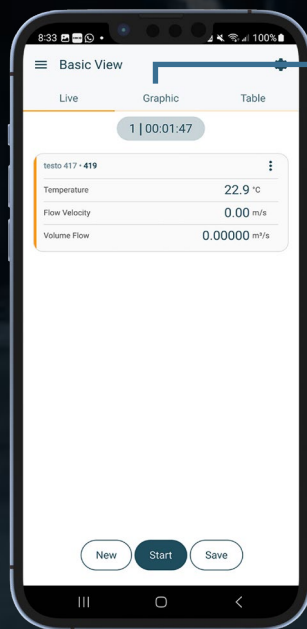 8:33 100%
Basic View
Live Graphic Table
1 | 00:01:47
testo 417 • 419
Temperature 22.9 °C
Flow Velocity 0.00 m/s
Volume Flow 0.00000 m³/s
New Start Save